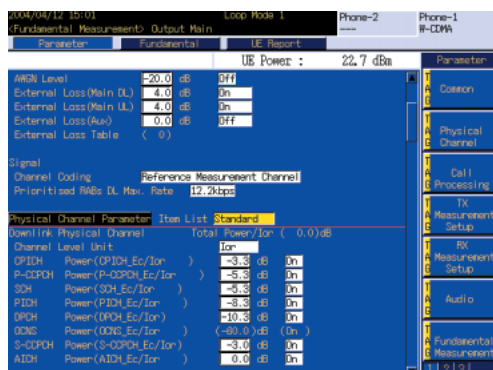 2004/04/12 15:01 Loop Mode 1 Phone-2 Phone-1
<Fundamental Measurement> Output Main ---- W-CDMA
Parameter Fundamental UE Report
UE Power : 22.7 dBm Parameter
AWGN Level -20.0 dB Off
External Loss(Main DL) 4.0 dB On
External Loss(Main UL) 4.0 dB On
External Loss(Aux) 0.0 dB Off
External Loss Table ( 0)
Signal
Channel Coding Reference Measurement Channel
Prioritised RABs DL Max. Rate 12.2kbps
Physical Channel Parameter Item List Standard
Downlink Physical Channel Total Power/Ior ( 0.0)dB
Channel Level Unit Ior
CPICH Power(CPICH_Ec/Ior ) -3.3 dB On
P-CCPCH Power(P-CCPCH_Ec/Ior ) -5.3 dB On
SCH Power(SCH_Ec/Ior ) -5.3 dB On
PICH Power(PICH_Ec/Ior ) -8.3 dB On
DPCH Power(DPCH_Ec/Ior) -10.3 dB On
OCNS Power(OCNS_Ec/Ior ) (-60.0)dB (On )
S-CCPCH Power(S-CCPCH_Ec/Ior) -3.0 dB On
AICH Power(AICH_Ec/Ior ) 0.0 dB On
TAG Common
TAG Physical
Channel
TAG Call
Processing
TAG TX
Measurement
Setup
TAG RX
Measurement
Setup
TAG Audio
TAG Fundamental
Measurement
1 2 3